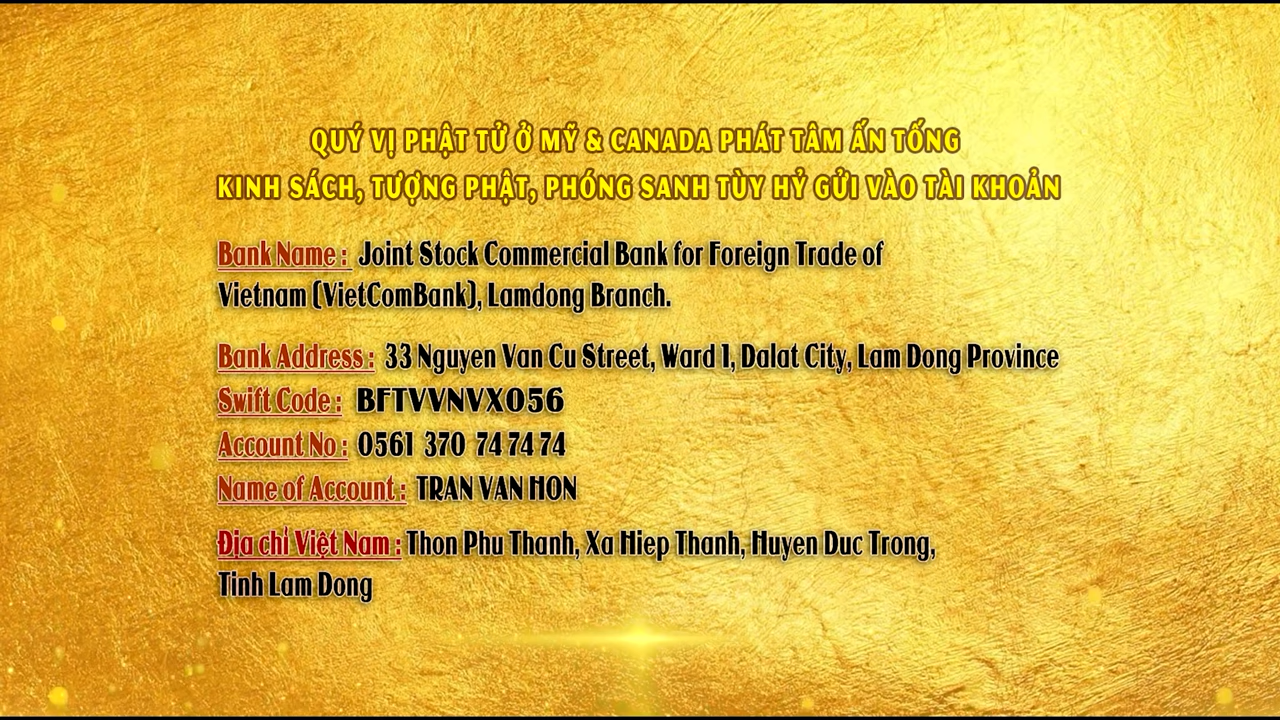 QUÝ VỊ PHẬT TỬ Ở MỸ & CANADA PHÁT TÂM ẤN TỐNG
KINH SÁCH, TƯỢNG PHẬT, PHÓNG SANH TÙY HỶ GỬI VÀO TÀI KHOẢN
Bank Name : Joint Stock Commercial Bank for Foreign Trade of
Vietnam (VietComBank), Lamdong Branch.
Bank Address : 33 Nguyen Van Cu Street, Ward 1, Dalat City, Lam Dong Province
Swift Code : BFTVVNVX056
Account No : 0561 370 74 74 74
Name of Account : TRAN VAN HON
Địa chỉ Việt Nam : Thon Phu Thanh, Xa Hiep Thanh, Huyen Duc Trong,
Tinh Lam Dong